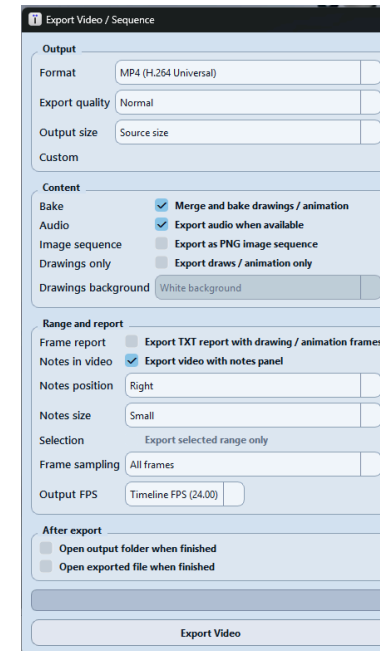 Export Video / Sequence
Output
Format MP4 (H.264 Universal)
Export quality Normal
Output size Source size
Custom
Content
Bake Merge and bake drawings / animation
Audio Export audio when available
Image sequence Export as PNG image sequence
Drawings only Export draws / animation only
Drawings background White background
Range and report
Frame report Export TXT report with drawing / animation frames
Notes in video Export video with notes panel
Notes position Right
Notes size Small
Selection Export selected range only
Frame sampling All frames
Output FPS Timeline FPS (24.00)
After export
Open output folder when finished
Open exported file when finished
Export Video